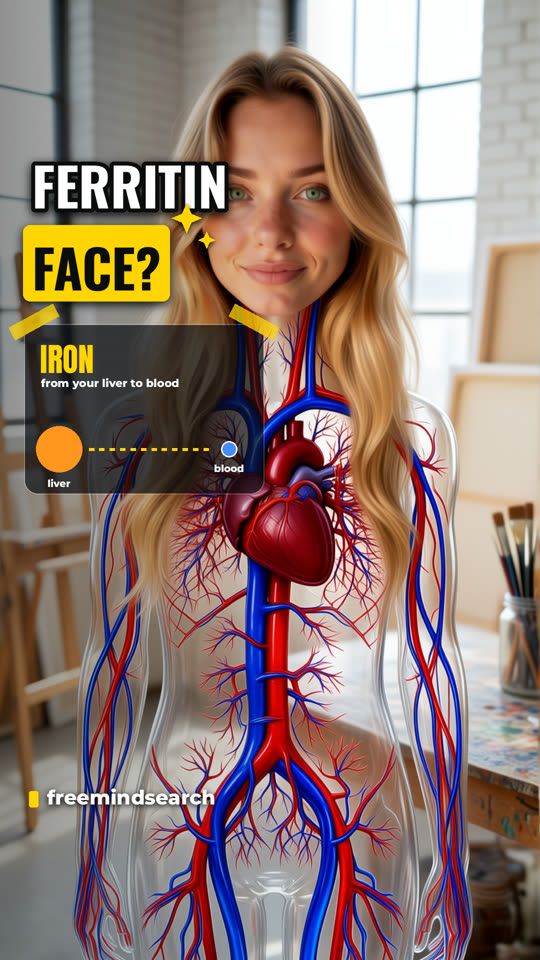 FERRITIN
FACE?
IRON
from your liver to blood
liver
blood
freemindsearch